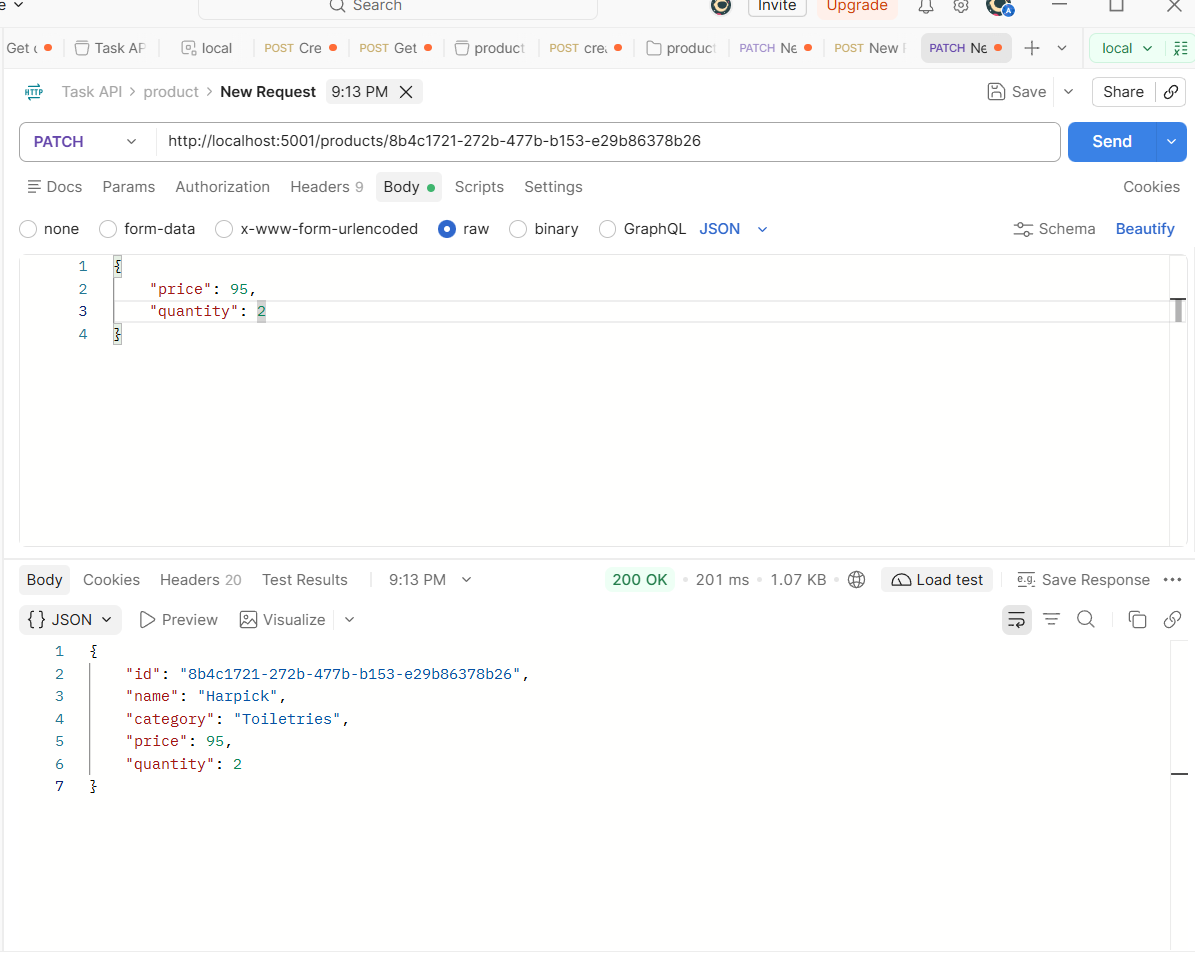 e Search Invite Upgrade
Get Task AP local POST Cre POST Get product POST crea product PATCH Ne POST New PATCH Ne local
HTTP Task API > product > New Request 9:13 PM Save Share
PATCH http://localhost:5001/products/8b4c1721-272b-477b-b153-e29b86378b26 Send
Docs Params Authorization Headers 9 Body Scripts Settings Cookies
none form-data x-www-form-urlencoded raw binary GraphQL JSON Schema Beautify
1 {
2 "price": 95,
3 "quantity": 2
4 }
Body Cookies Headers 20 Test Results 9:13 PM 200 OK 201 ms 1.07 KB Load test e.g. Save Response
{} JSON Preview Visualize
1 {
2 "id": "8b4c1721-272b-477b-b153-e29b86378b26",
3 "name": "Harpick",
4 "category": "Toiletries",
5 "price": 95,
6 "quantity": 2
7 }